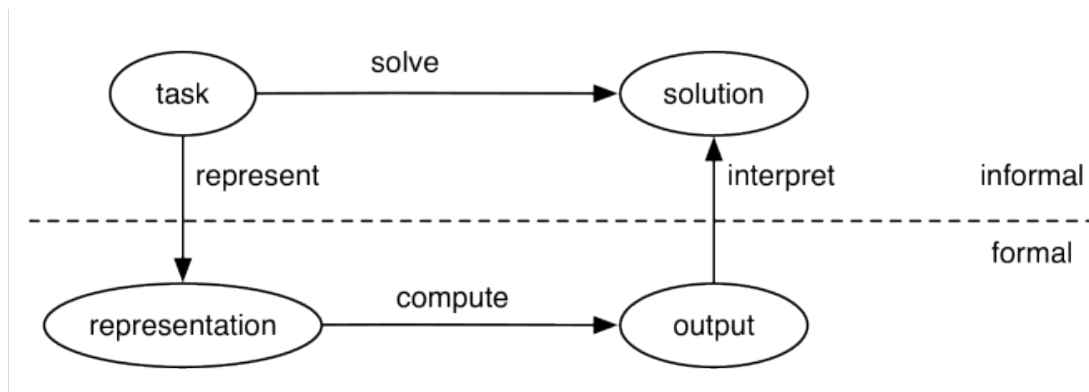 solve
task
solution
represent
interpret
informal
formal
compute
representation
output